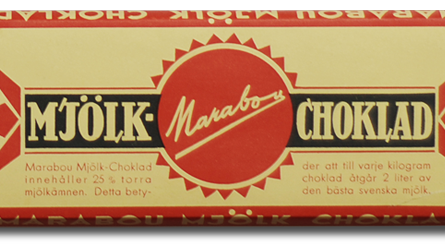 MARABOU MJÖLK CHOKLAD
MJÖLK- Marabou CHOKLAD
Marabou Mjölk-Choklad
innehåller 25 % torra
mjölkämnen. Detta bety-
der att till varje kilogram
choklad åtgår 2 liter av
den bästa svenska mjölk.
MARABOU MJÖLK CHOKLAD